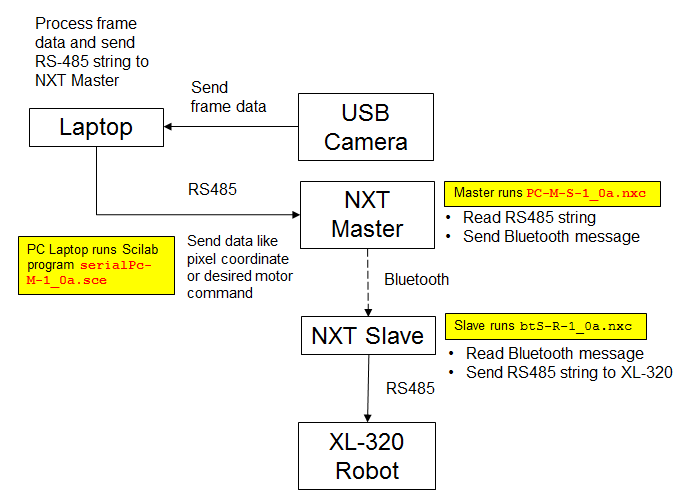 Process frame
data and send
RS-485 string to
NXT Master
Send
frame data
Laptop
USB
Camera
RS485
NXT
Master
Master runs PC-M-S-1_0a.nxc
• Read RS485 string
• Send Bluetooth message
PC Laptop runs Scilab
program serialPc-
M-1_0a.sce
Send data like
pixel coordinate
or desired motor
command
Bluetooth
NXT Slave
Slave runs btS-R-1_0a.nxc
• Read Bluetooth message
• Send RS485 string to XL-320
RS485
XL-320
Robot